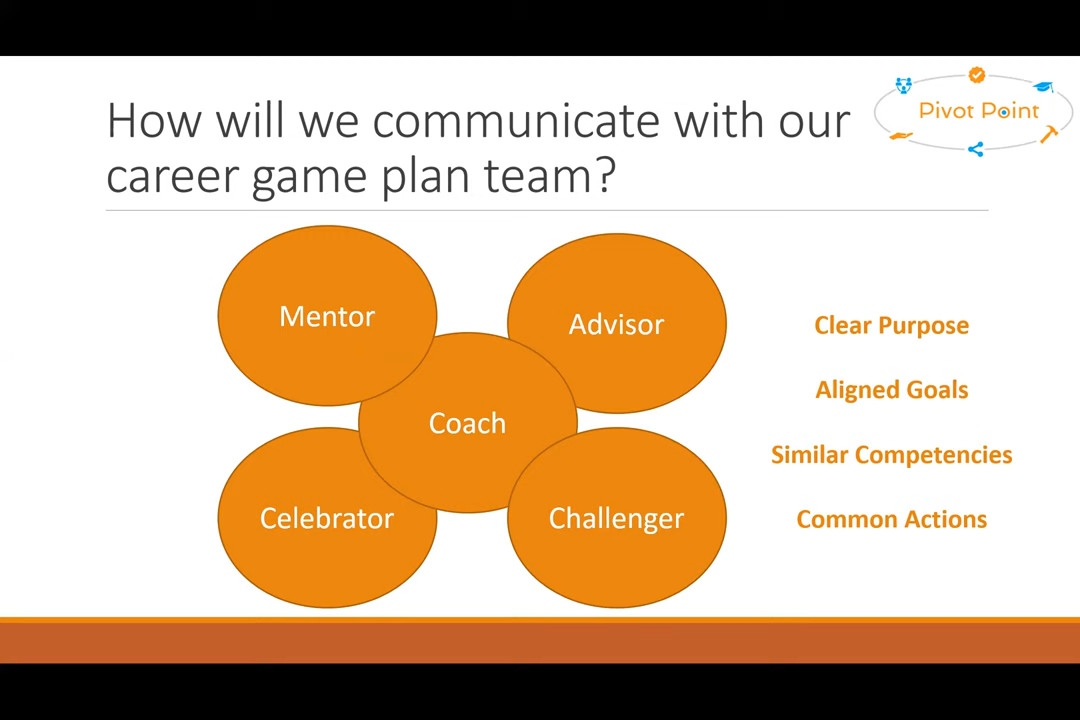 How will we communicate with our
career game plan team?
Pivot Point
Mentor
Advisor
Coach
Celebrator
Challenger
Clear Purpose
Aligned Goals
Similar Competencies
Common Actions